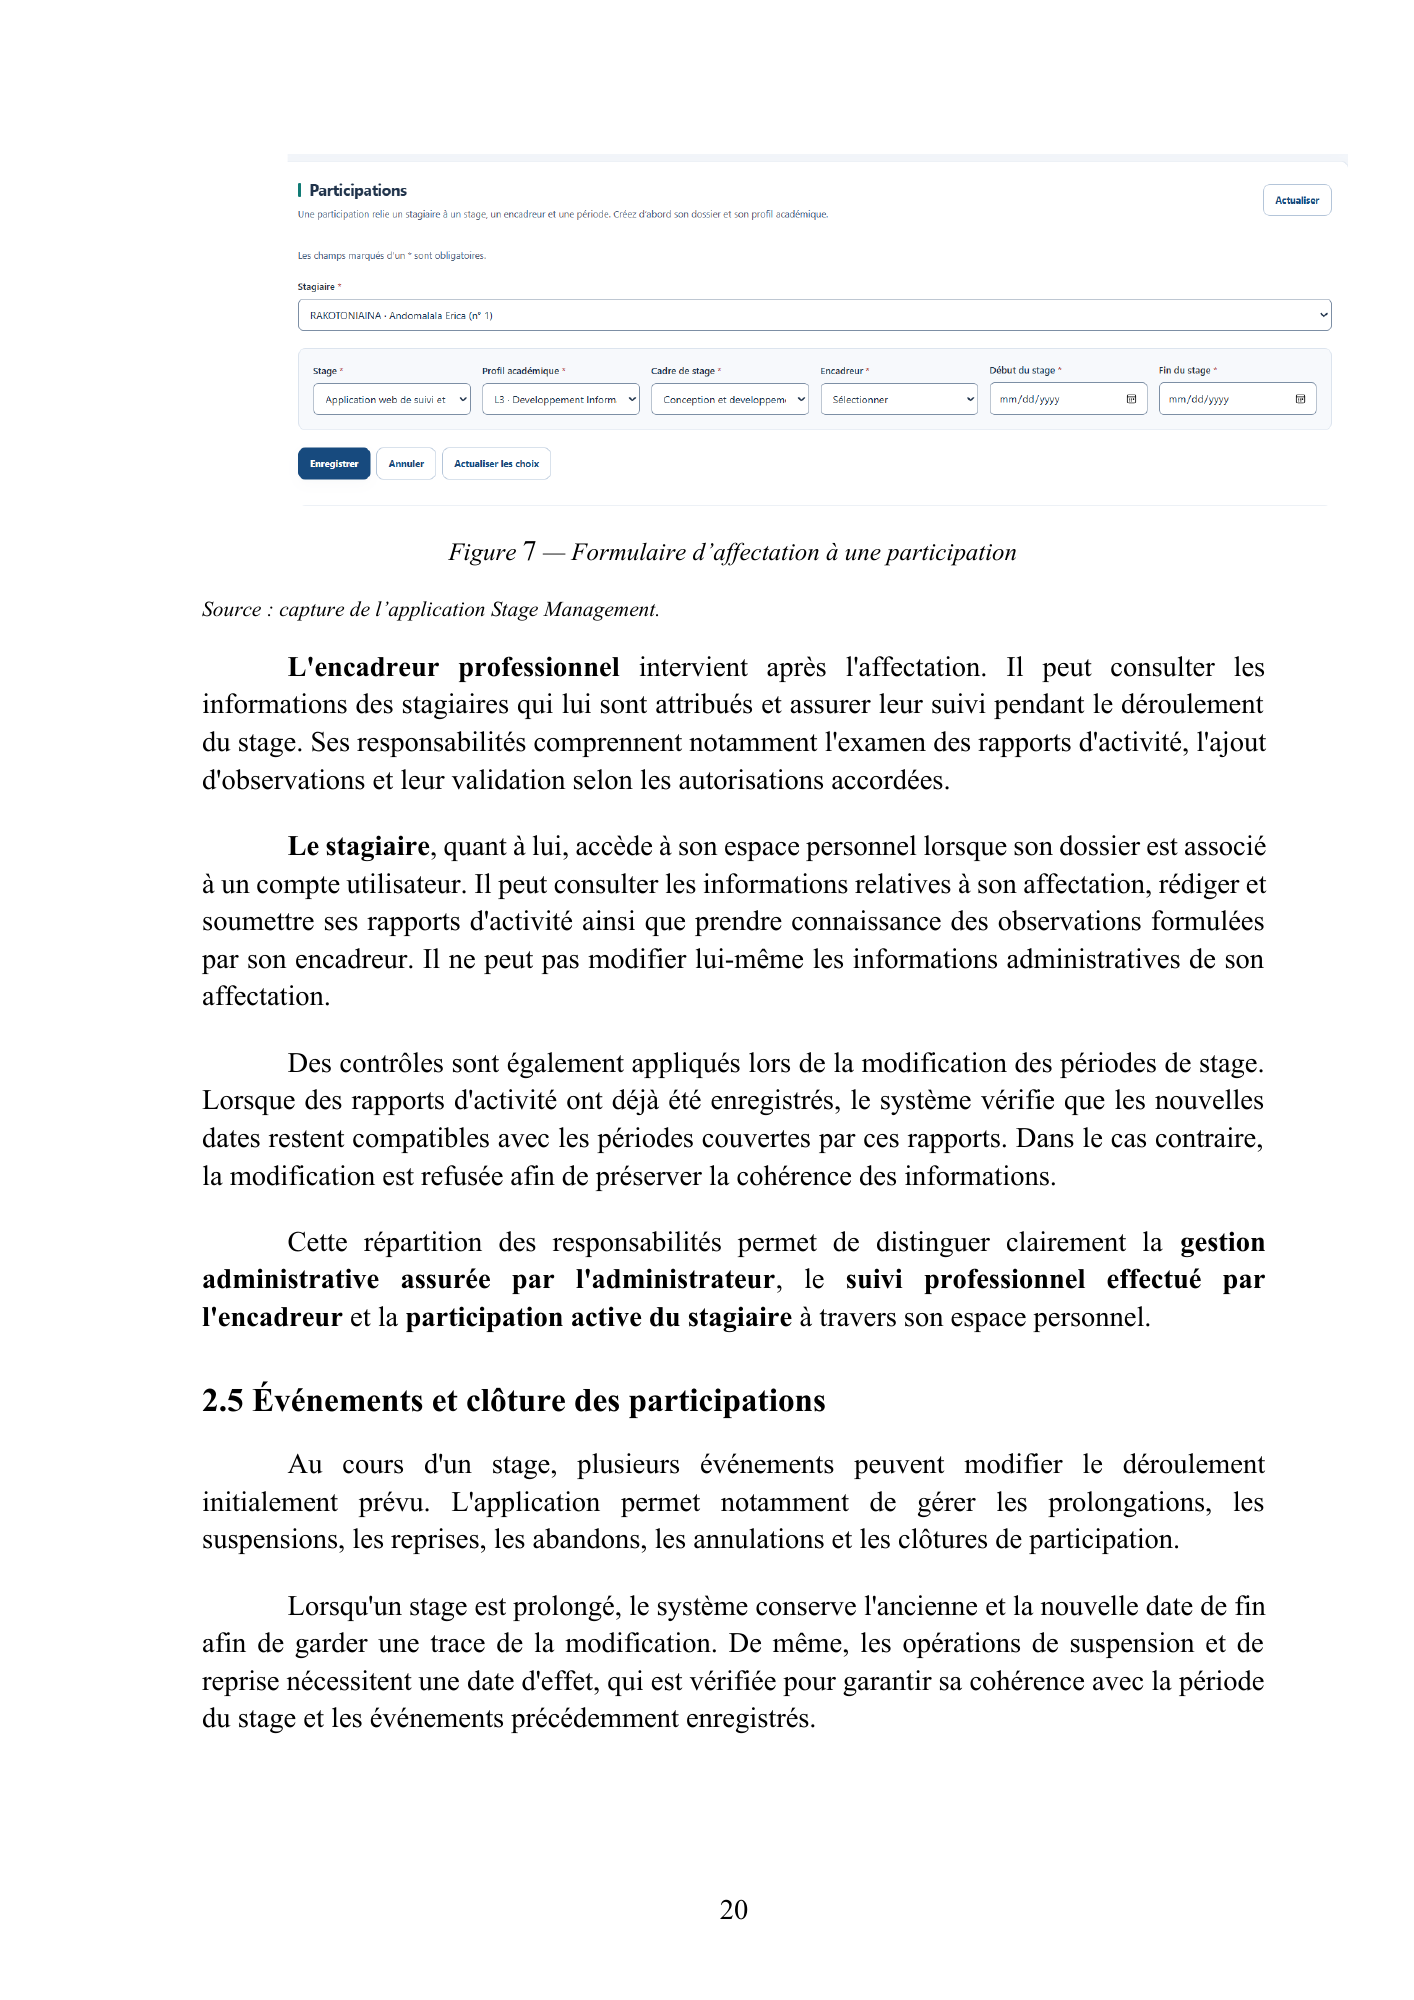 Participations
Actualiser
Une participation relie un stagiaire à un stage, un encadreur et une période. Créez d'abord son dossier et son profil académique.
Les champs marqués d'un * sont obligatoires.
Stagiaire *
RAKOTONIAINA · Andomalala Erica (n° 1)
Stage * Profil académique * Cadre de stage * Encadreur * Début du stage * Fin du stage *
Application web de suivi et L3 · Developpement Inform Conception et developpem Sélectionner mm/dd/yyyy mm/dd/yyyy
Enregistrer Annuler Actualiser les choix
Figure 7 — Formulaire d'affectation à une participation
Source : capture de l'application Stage Management.
L'encadreur professionnel intervient après l'affectation. Il peut consulter les
informations des stagiaires qui lui sont attribués et assurer leur suivi pendant le déroulement
du stage. Ses responsabilités comprennent notamment l'examen des rapports d'activité, l'ajout
d'observations et leur validation selon les autorisations accordées.
Le stagiaire, quant à lui, accède à son espace personnel lorsque son dossier est associé
à un compte utilisateur. Il peut consulter les informations relatives à son affectation, rédiger et
soumettre ses rapports d'activité ainsi que prendre connaissance des observations formulées
par son encadreur. Il ne peut pas modifier lui-même les informations administratives de son
affectation.
Des contrôles sont également appliqués lors de la modification des périodes de stage.
Lorsque des rapports d'activité ont déjà été enregistrés, le système vérifie que les nouvelles
dates restent compatibles avec les périodes couvertes par ces rapports. Dans le cas contraire,
la modification est refusée afin de préserver la cohérence des informations.
Cette répartition des responsabilités permet de distinguer clairement la gestion
administrative assurée par l'administrateur, le suivi professionnel effectué par
l'encadreur et la participation active du stagiaire à travers son espace personnel.
2.5 Événements et clôture des participations
Au cours d'un stage, plusieurs événements peuvent modifier le déroulement
initialement prévu. L'application permet notamment de gérer les prolongations, les
suspensions, les reprises, les abandons, les annulations et les clôtures de participation.
Lorsqu'un stage est prolongé, le système conserve l'ancienne et la nouvelle date de fin
afin de garder une trace de la modification. De même, les opérations de suspension et de
reprise nécessitent une date d'effet, qui est vérifiée pour garantir sa cohérence avec la période
du stage et les événements précédemment enregistrés.
20